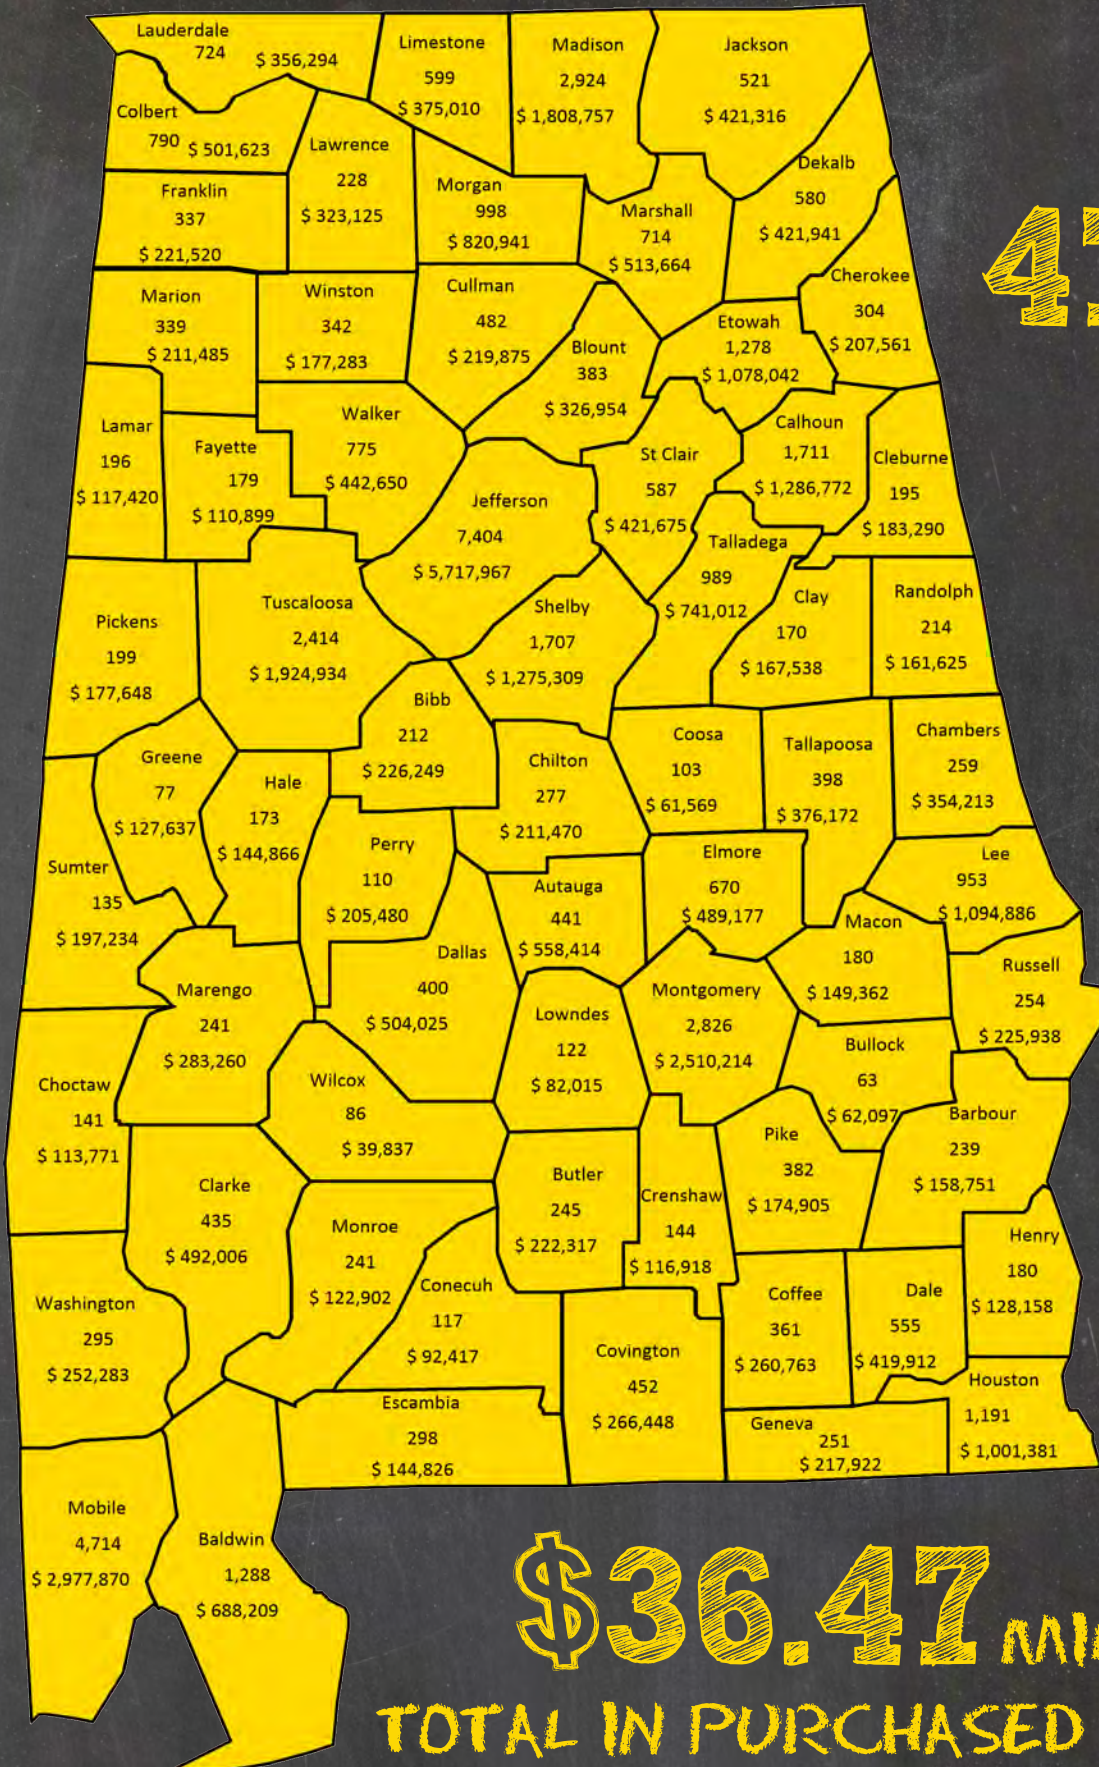 Lauderdale
724 $ 356,294
Limestone
599
$ 375,010
Madison
2,924
$ 1,808,757
Jackson
521
$ 421,316
Colbert
790 $ 501,623
Lawrence
228
$ 323,125
Dekalb
580
$ 421,941
Franklin
337
$ 221,520
Morgan
998
$ 820,941
Marshall
714
$ 513,664
Cherokee
304
$ 207,561
Marion
339
$ 211,485
Winston
342
$ 177,283
Cullman
482
$ 219,875
Blount
383
$ 326,954
Etowah
1,278
$ 1,078,042
Lamar
196
$ 117,420
Fayette
179
$ 110,899
Walker
775
$ 442,650
Jefferson
7,404
$ 5,717,967
St Clair
587
$ 421,675
Calhoun
1,711
$ 1,286,772
Cleburne
195
$ 183,290
Talladega
989
$ 741,012
Pickens
199
$ 177,648
Tuscaloosa
2,414
$ 1,924,934
Shelby
1,707
$ 1,275,309
Clay
170
$ 167,538
Randolph
214
$ 161,625
Bibb
212
$ 226,249
Greene
77
$ 127,637
Hale
173
$ 144,866
Chilton
277
$ 211,470
Coosa
103
$ 61,569
Tallapoosa
398
$ 376,172
Chambers
259
$ 354,213
Sumter
135
$ 197,234
Perry
110
$ 205,480
Autauga
441
$ 558,414
Elmore
670
$ 489,177
Lee
953
$ 1,094,886
Macon
180
$ 149,362
Dallas
400
$ 504,025
Russell
254
$ 225,938
Marengo
241
$ 283,260
Lowndes
122
$ 82,015
Montgomery
2,826
$ 2,510,214
Bullock
63
$ 62,097
Choctaw
141
$ 113,771
Wilcox
86
$ 39,837
Barbour
239
$ 158,751
Pike
382
$ 174,905
Clarke
435
$ 492,006
Butler
245
$ 222,317
Crenshaw
144
$ 116,918
Monroe
241
$ 122,902
Henry
180
$ 128,158
Washington
295
$ 252,283
Conecuh
117
$ 92,417
Coffee
361
$ 260,763
Dale
555
$ 419,912
Covington
452
$ 266,448
Houston
1,191
$ 1,001,381
Escambia
298
$ 144,826
Geneva
251
$ 217,922
Mobile
4,714
$ 2,977,870
Baldwin
1,288
$ 688,209
$36.47
TOTAL IN PURCHASED